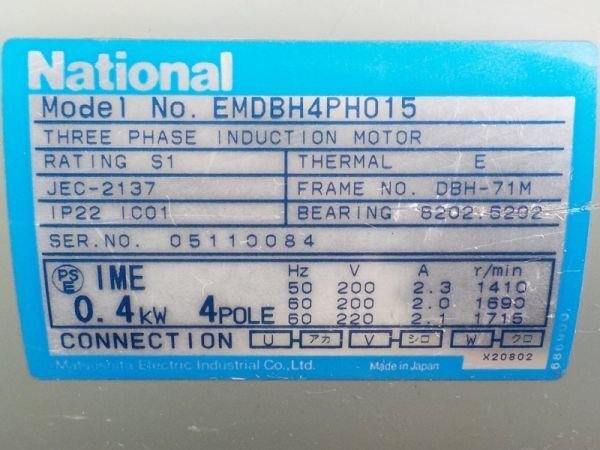 National
Model No. EMDBH4PH015
THREE PHASE INDUCTION MOTOR
RATING S1 THERMAL E
JEC-2137 FRAME NO. DBH-71M
IP22 IC01 BEARING 6202.6202
SER.NO. 05110084
PS E IME
Hz V A r/min
50 200 2.3 1410
60 200 2.0 1690
60 220 2.1 1715
0.4kW 4POLE
CONNECTION U アカ V シロ W クロ
X20802
Matsushita Electric Industrial Co.,Ltd. Made in Japan